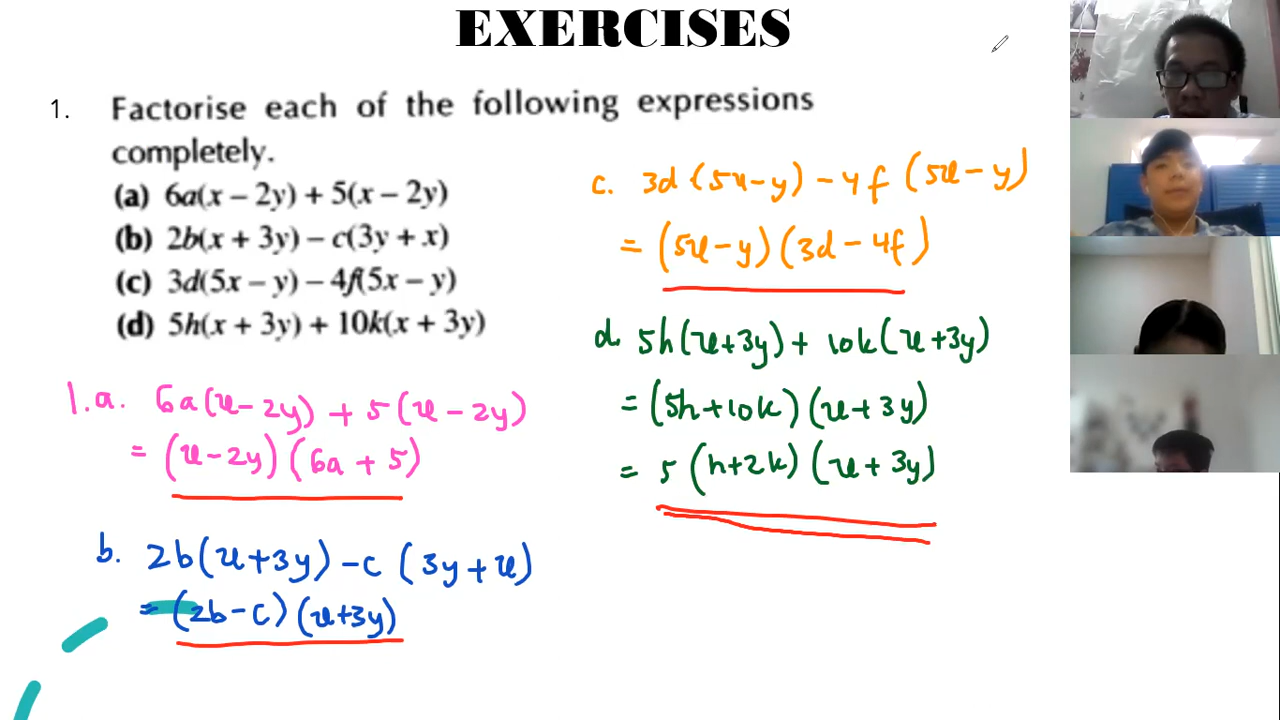 EXERCISES
1. Factorise each of the following expressions
completely.
(a) 6a(x – 2y) + 5(x – 2y)
(b) 2b(x + 3y) – c(3y + x)
(c) 3d(5x – y) – 4f(5x – y)
(d) 5h(x + 3y) + 10k(x + 3y)
1.a. 6a(x-2y) + 5(x-2y)
= (x-2y)(6a+5)
b. 2b(x+3y) -c (3y+x)
= (2b-c)(x+3y)
c. 3d(5x-y) -4f (5x-y)
= (5x-y)(3d-4f)
d. 5h(x+3y)+ 10k(x+3y)
= (5h+10k)(x+3y)
= 5(h+2k)(x+3y)